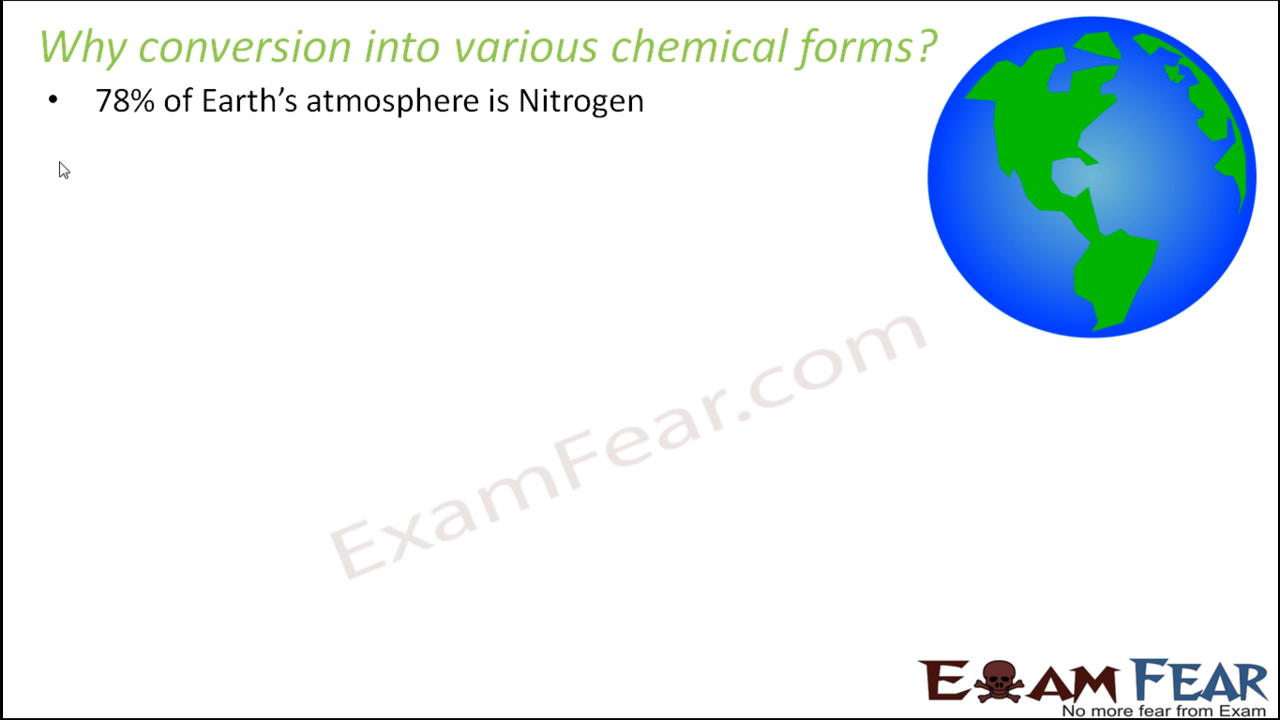 Why conversion into various chemical forms?
• 78% of Earth's atmosphere is Nitrogen
ExamFear.com
EXAM FEAR
No more fear from Exam